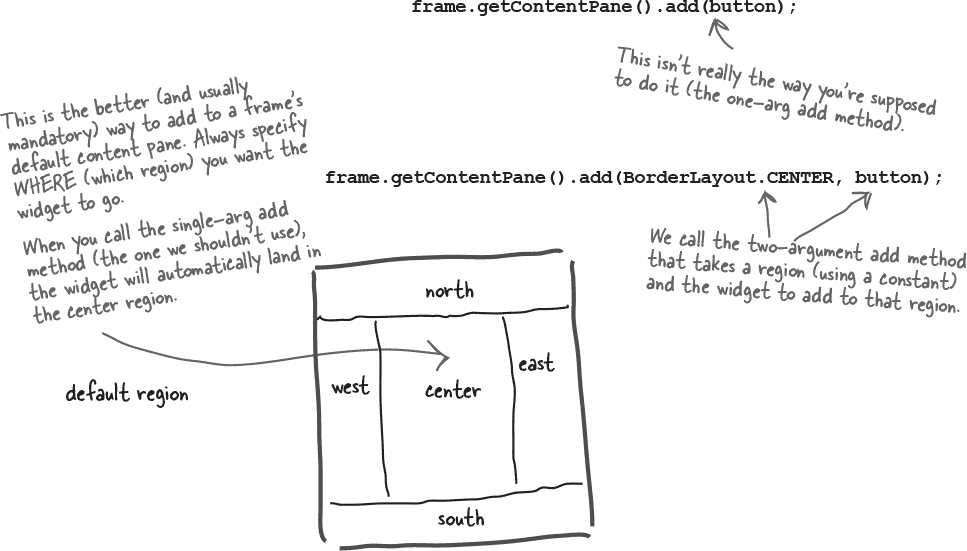 frame.getContentPane().add(button);
This isn't really the way you're supposed
to do it (the one-arg add method).
This is the better (and usually
mandatory) way to add to a frame's
default content pane. Always specify
WHERE (which region) you want the
widget to go.
frame.getContentPane().add(BorderLayout.CENTER, button);
When you call the single-arg add
method (the one we shouldn't use),
the widget will automatically land in
the center region.
We call the two-argument add method
that takes a region (using a constant)
and the widget to add to that region.
north
west
center
east
default region
south